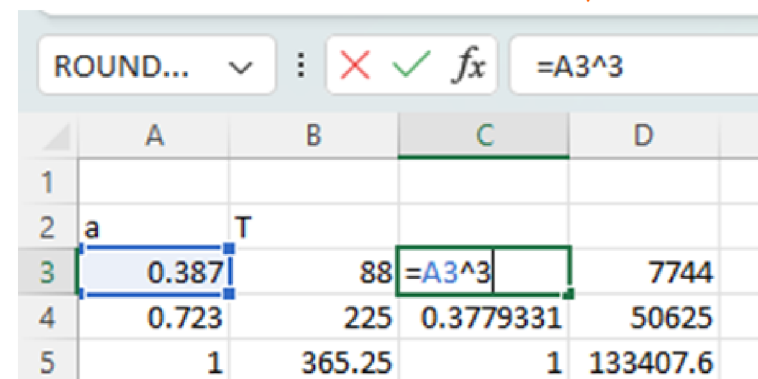 ROUND... fx =A3^3
A B C D
1
2 a T
3 0.387 88 =A3^3 7744
4 0.723 225 0.3779331 50625
5 1 365.25 1 133407.6